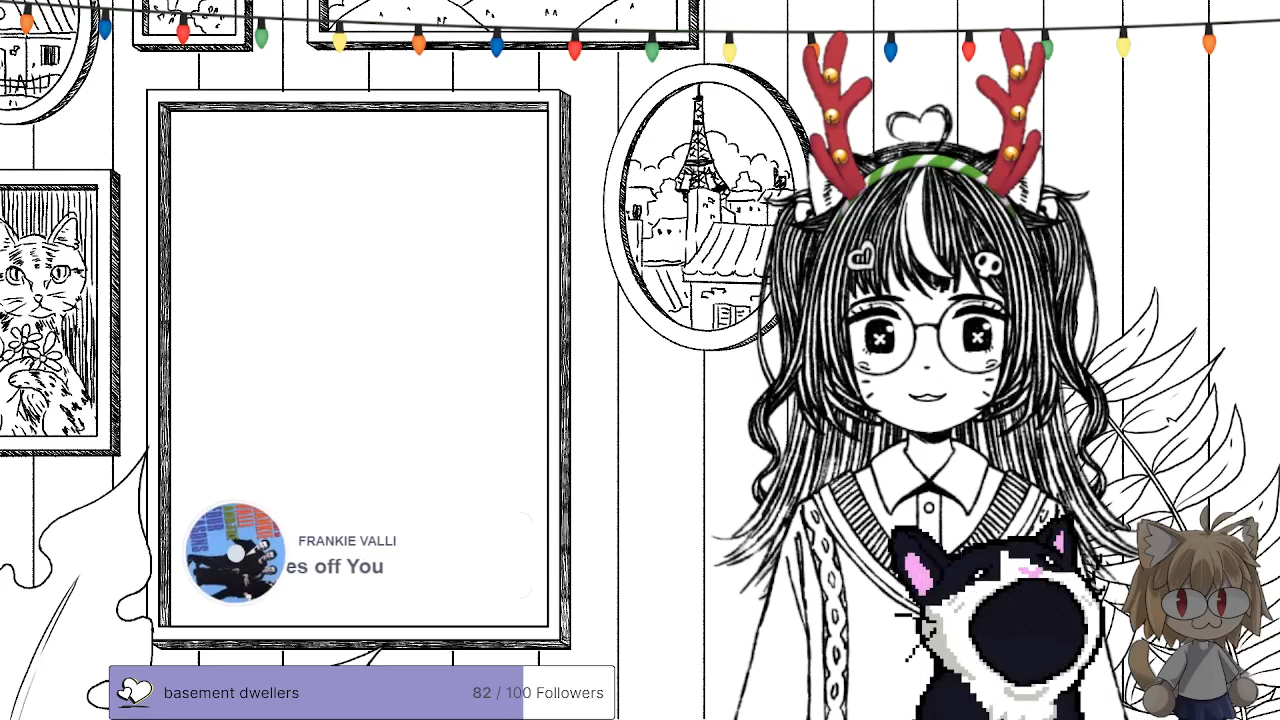 FRANKIE VALLI
es off You
basement dwellers
82 / 100 Followers